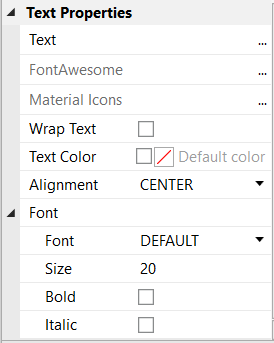 Text Properties
Text ...
FontAwesome ...
Material Icons ...
Wrap Text
Text Color Default color
Alignment CENTER
Font
Font DEFAULT
Size 20
Bold
Italic